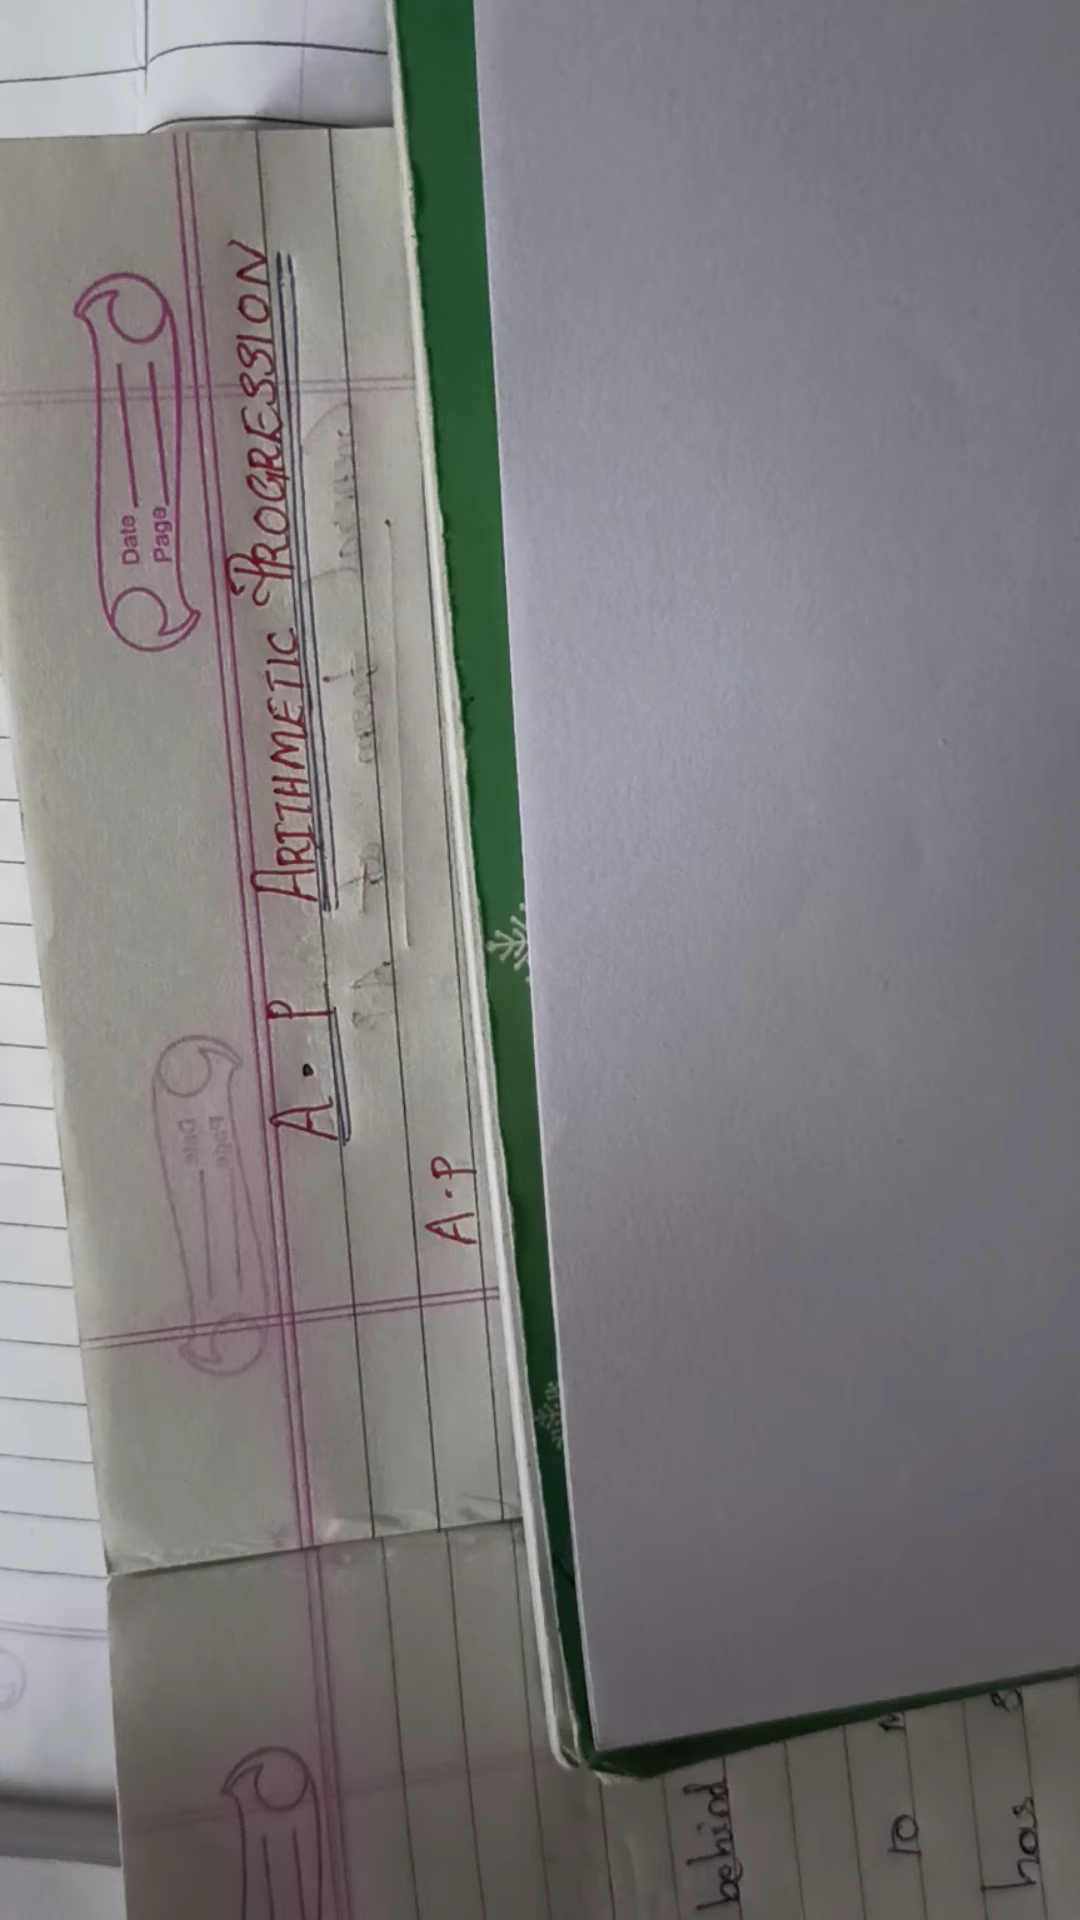 Date
Page
A.P ARITHMETIC PROGRESSION
A.P
behind
to
has